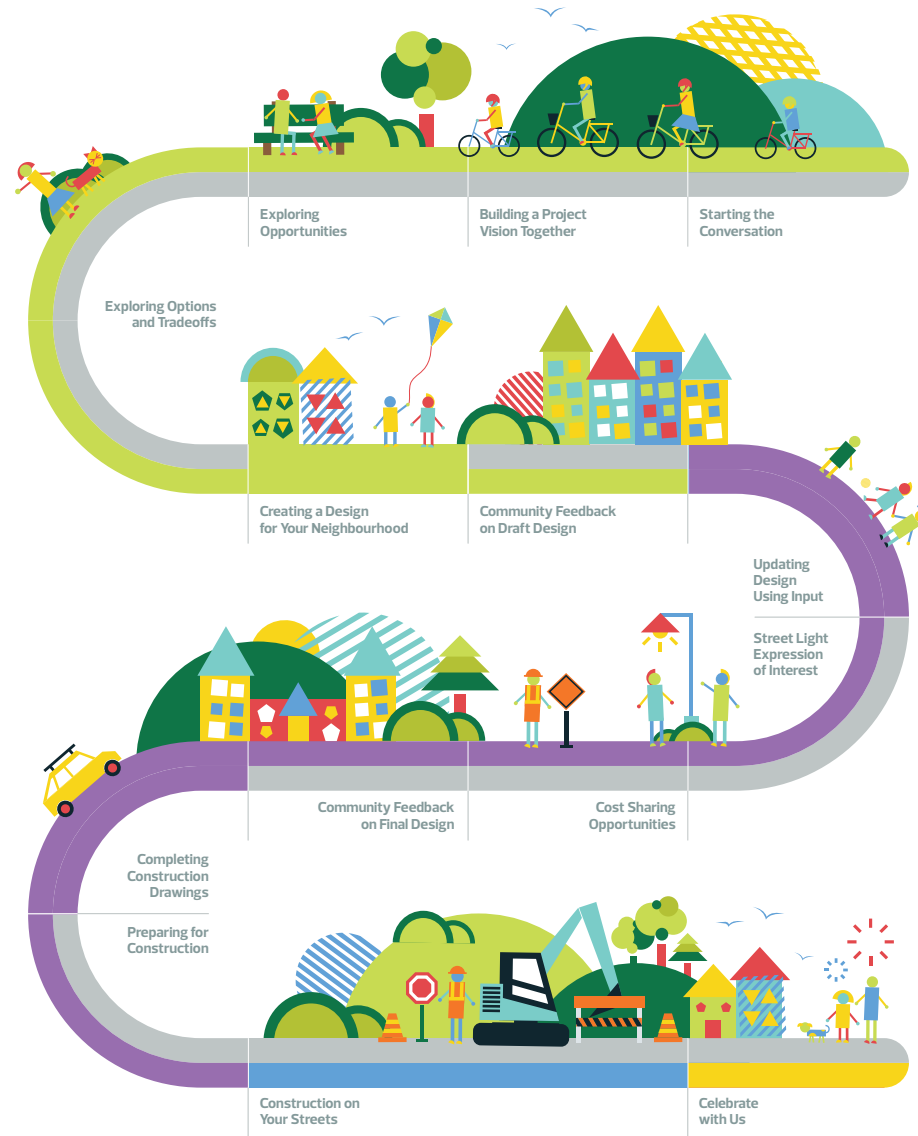 Exploring
Opportunities
Building a Project
Vision Together
Starting the
Conversation
Exploring Options
and Tradeoffs
Creating a Design
for Your Neighbourhood
Community Feedback
on Draft Design
Updating
Design
Using Input
Street Light
Expression
of Interest
Community Feedback
on Final Design
Cost Sharing
Opportunities
Completing
Construction
Drawings
Preparing for
Construction
Construction on
Your Streets
Celebrate
with Us